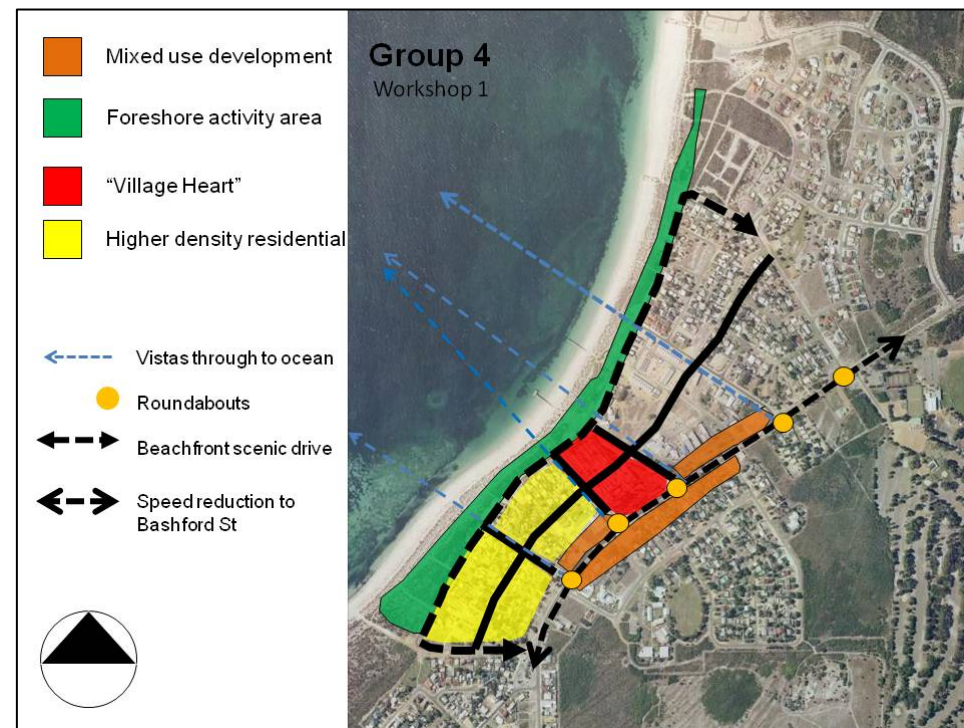 Group 4
Workshop 1
Mixed use development
Foreshore activity area
“Village Heart”
Higher density residential
Vistas through to ocean
Roundabouts
Beachfront scenic drive
Speed reduction to
Bashford St